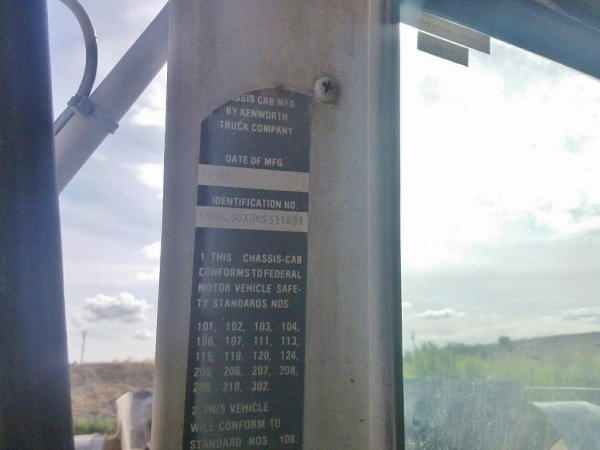 CHASSIS CAB MFD.
BY KENWORTH
TRUCK COMPANY
DATE OF MFG.
IDENTIFICATION NO.
1 THIS CHASSIS-CAB
CONFORMS TO FEDERAL
MOTOR VEHICLE SAFE-
TY STANDARDS NOS.
101, 102, 103, 104,
106, 107, 111, 113,
115, 119, 120, 124,
205, 206, 207, 208,
209, 210, 302.
2 THIS VEHICLE
WILL CONFORM TO
STANDARD NOS 108.